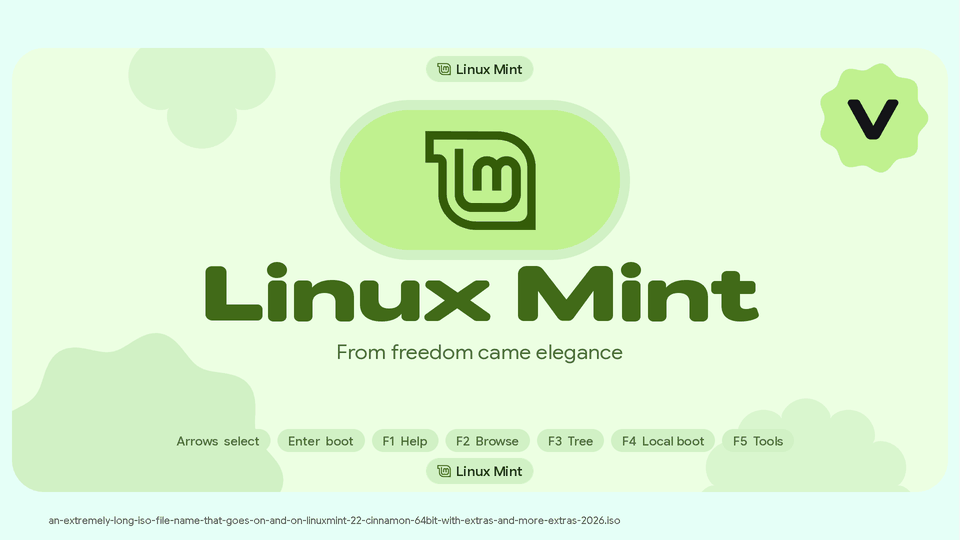 Linux Mint
V
Linux Mint
From freedom came elegance
Arrows select Enter boot F1 Help F2 Browse F3 Tree F4 Local boot F5 Tools
Linux Mint
an-extremely-long-iso-file-name-that-goes-on-and-on-linuxmint-22-cinnamon-64bit-with-extras-and-more-extras-2026.iso